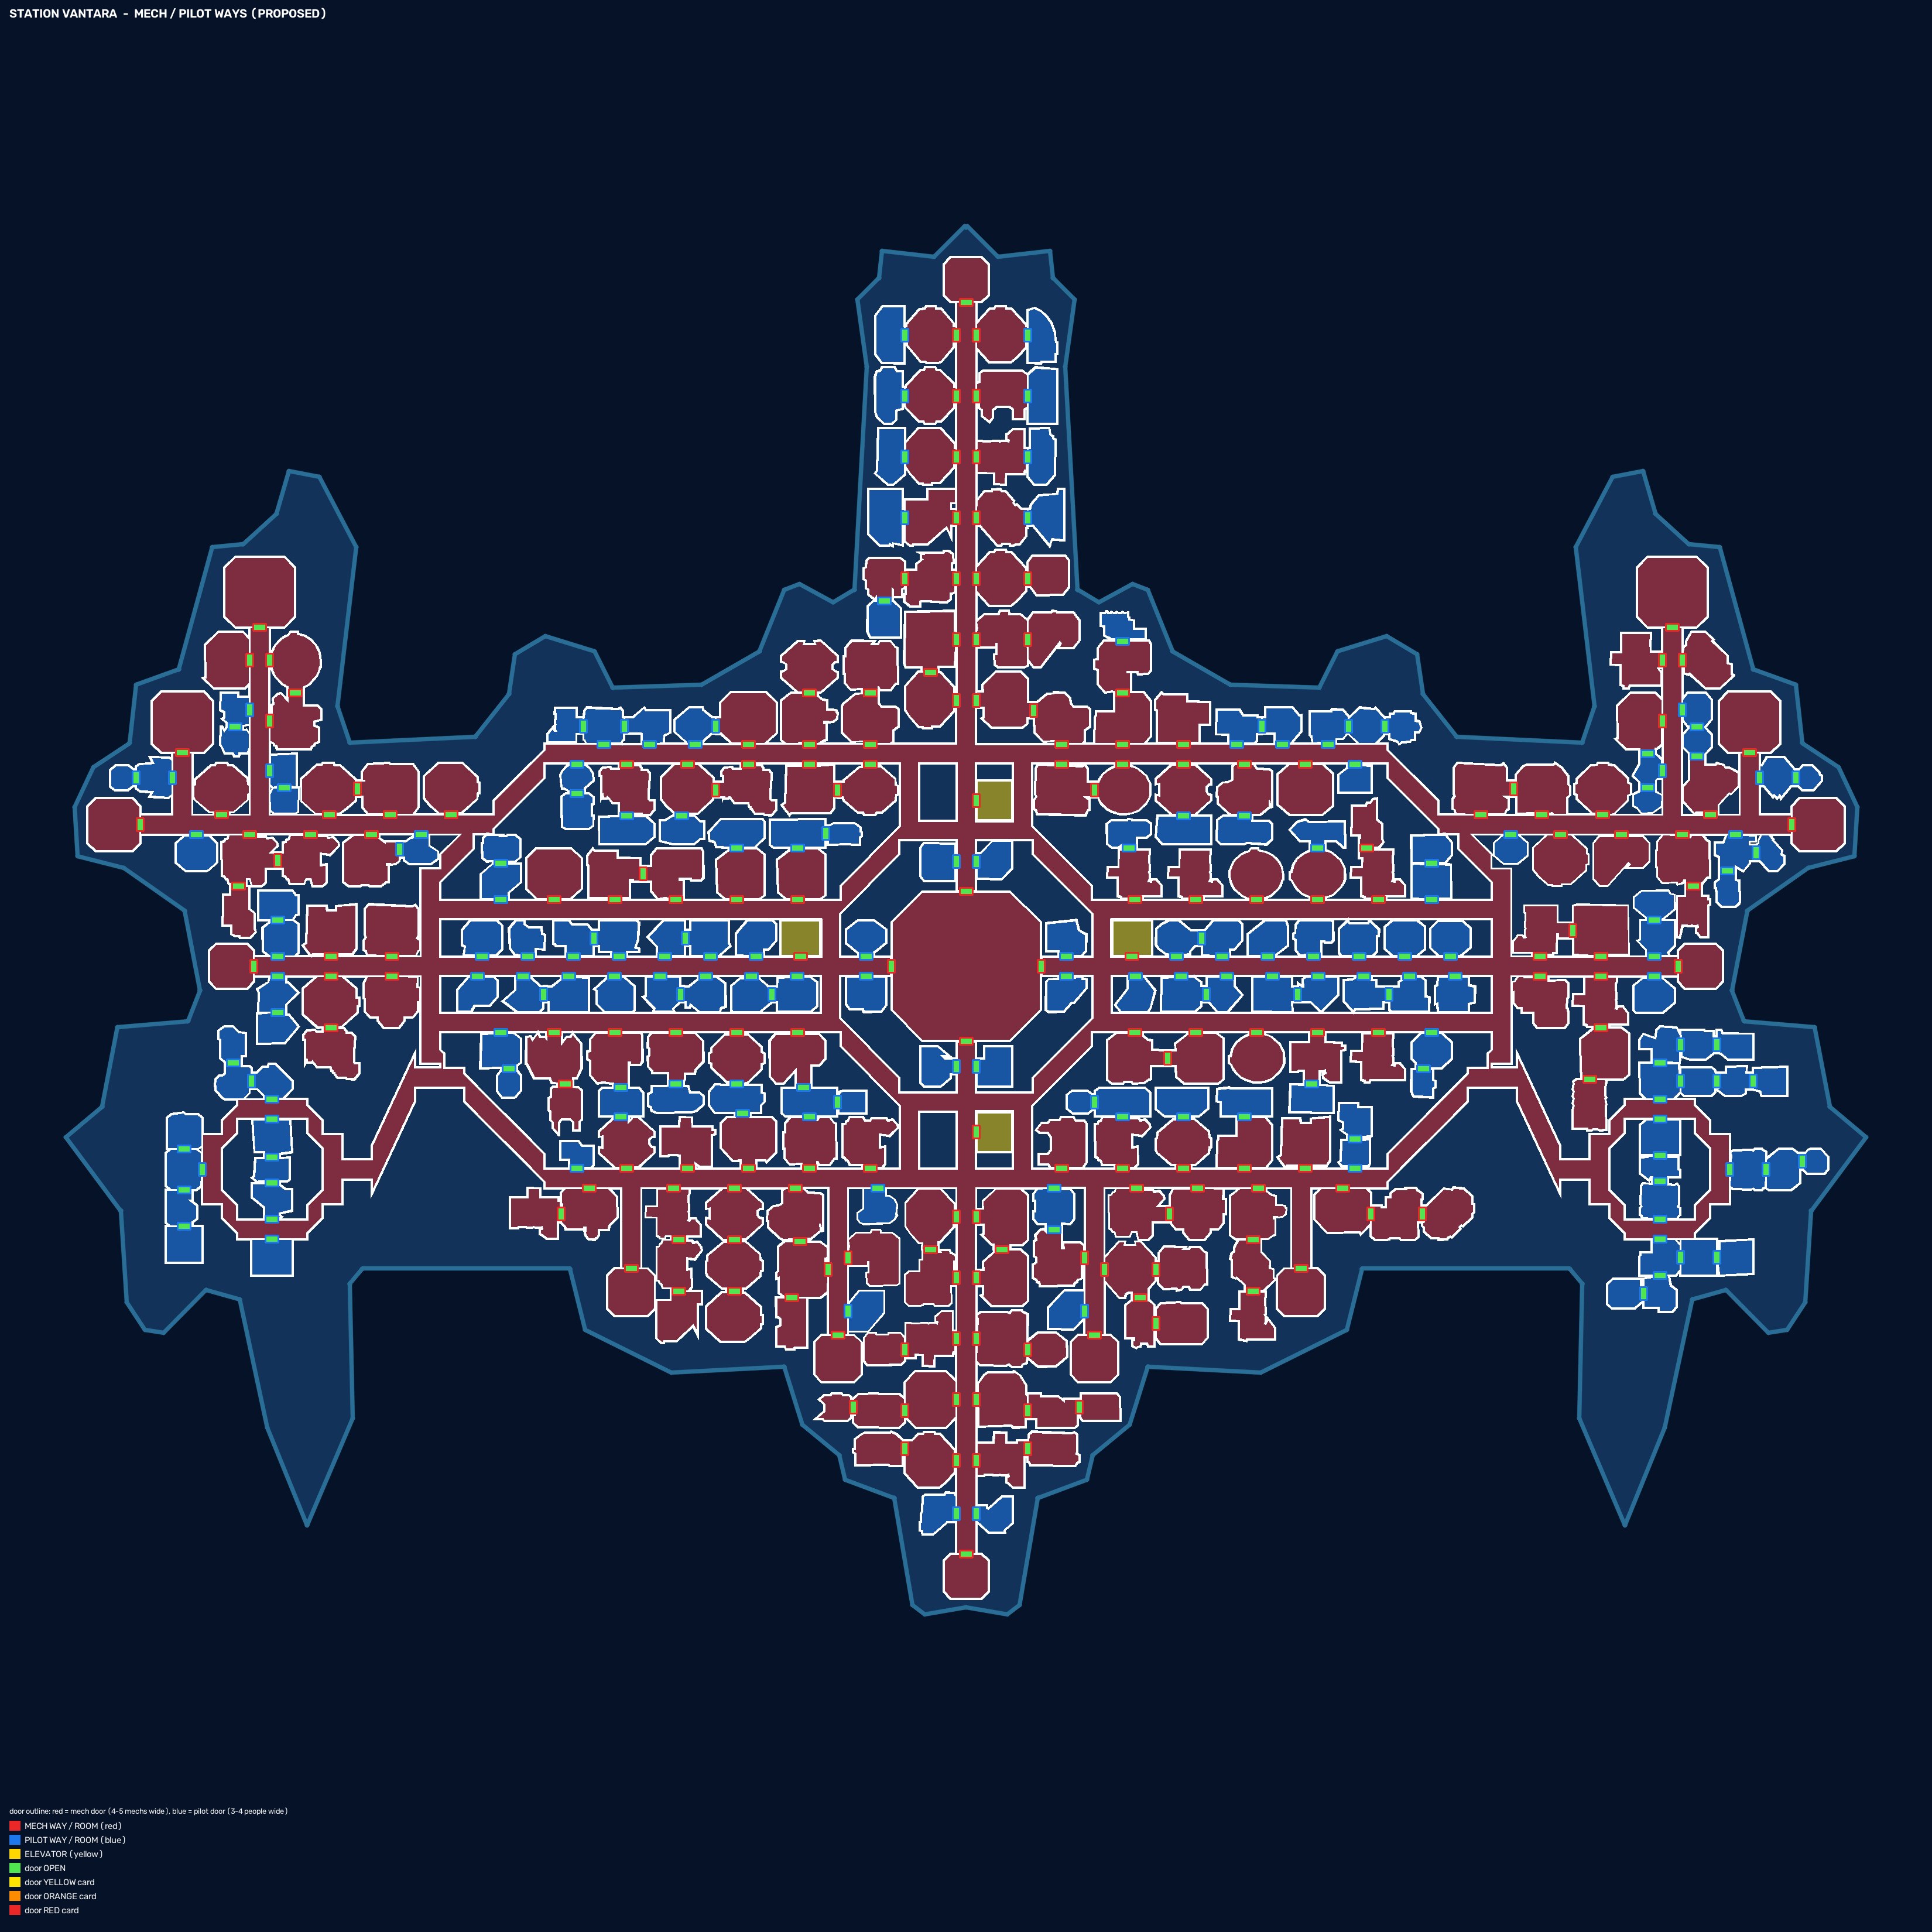 STATION VANTARA - MECH / PILOT WAYS (PROPOSED)
door outline: red = mech door (4-5 mechs wide), blue = pilot door (3-4 people wide)
MECH WAY / ROOM (red)
PILOT WAY / ROOM (blue)
ELEVATOR (yellow)
door OPEN
door YELLOW card
door ORANGE card
door RED card